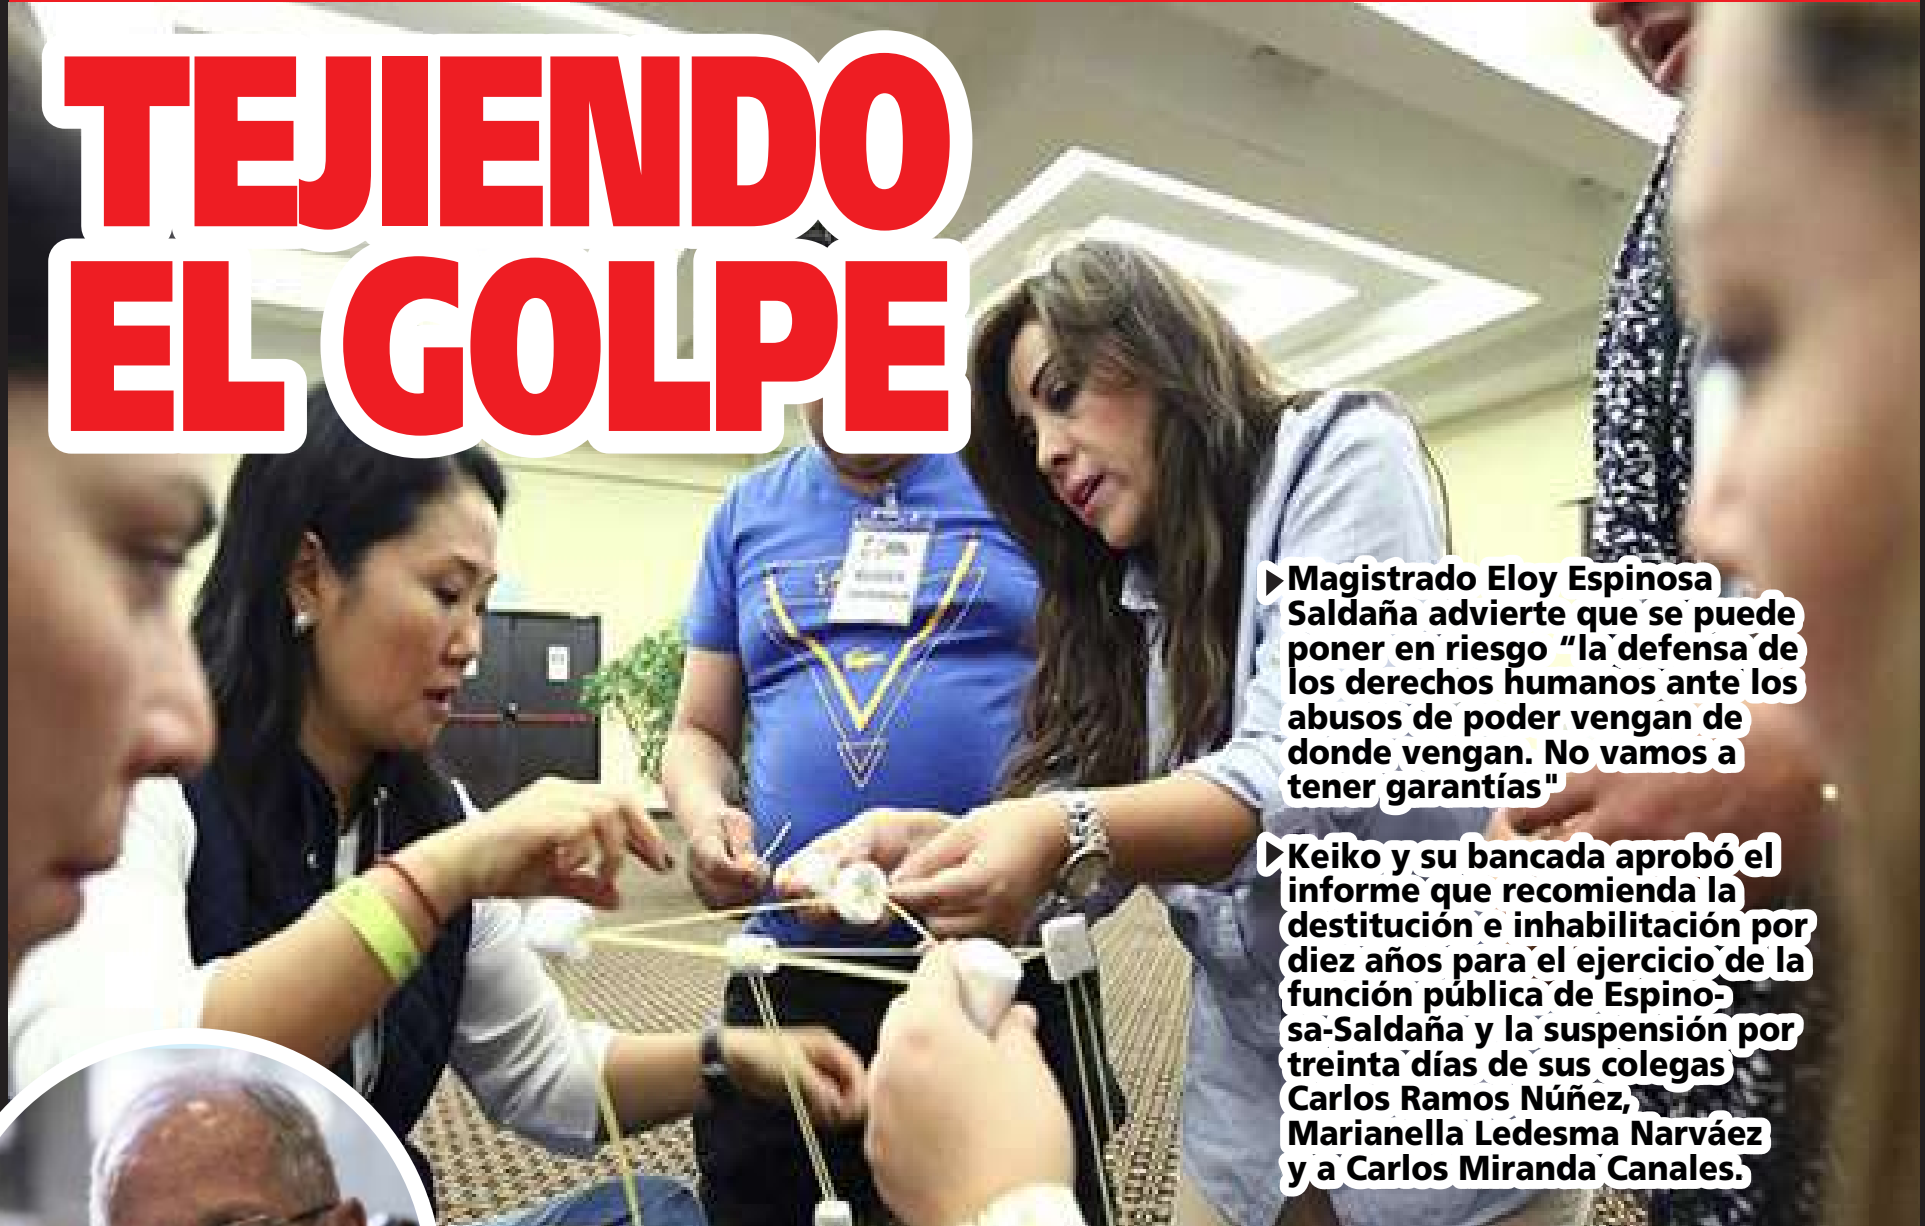 TEJIENDO
EL GOLPE
Magistrado Eloy Espinosa
Saldaña advierte que se puede
poner en riesgo “la defensa de
los derechos humanos ante los
abusos de poder vengan de
donde vengan. No vamos a
tener garantías"
Keiko y su bancada aprobó el
informe que recomienda la
destitución e inhabilitación por
diez años para el ejercicio de la
función pública de Espino-
sa-Saldaña y la suspensión por
treinta días de sus colegas
Carlos Ramos Núñez,
Marianella Ledesma Narváez
y a Carlos Miranda Canales.